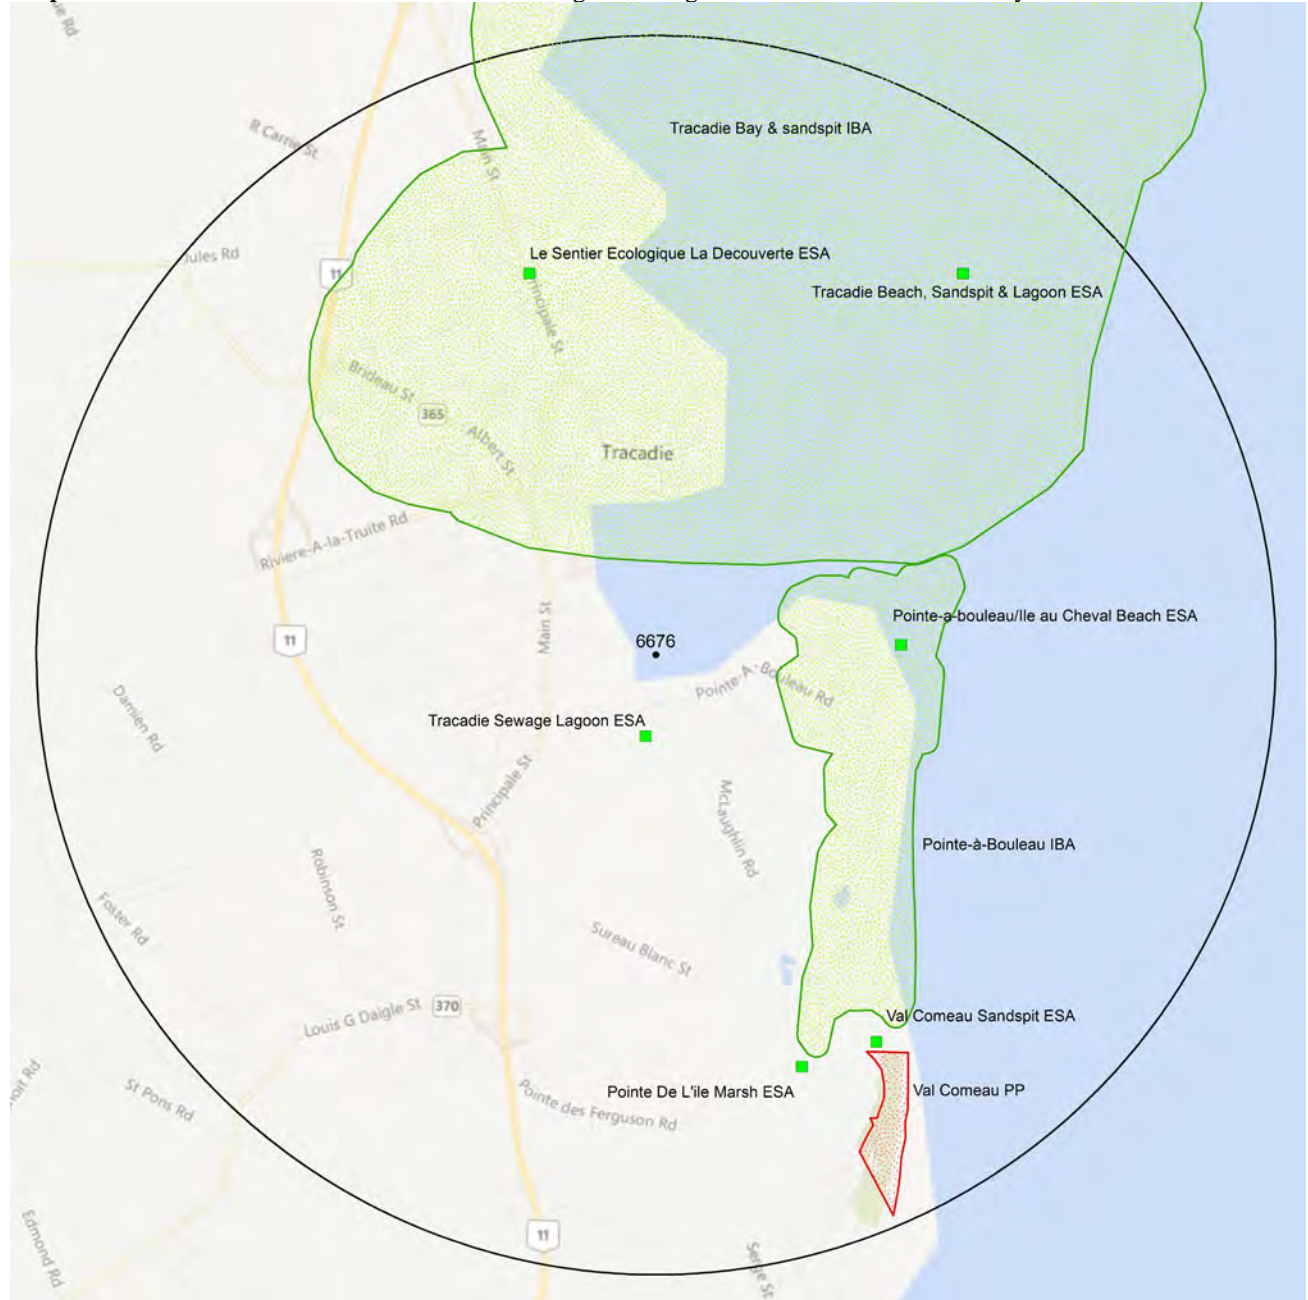 R Carrie St
Main St
Tracadie Bay & sandspit IBA
Jules Rd
11
Le Sentier Ecologique La Decouverte ESA
Principale St
Tracadie Beach, Sandspit & Lagoon ESA
Brideau St
365
Albert St
Tracadie
Riviere-A-la-Truite Rd
Main St
11
6676
Pointe-a-bouleau/Ile au Cheval Beach ESA
Pointe-A-Bouleau Rd
Damien Rd
Tracadie Sewage Lagoon ESA
Principale St
McLaughlin Rd
Pointe-à-Bouleau IBA
Robinson St
Foster Rd
Sureau Blanc St
Louis G Daigle St
370
Val Comeau Sandspit ESA
Pointe De L'ile Marsh ESA
Val Comeau PP
St Pons Rd
Pointe des Ferguson Rd
Edmond Rd
11
Serge St